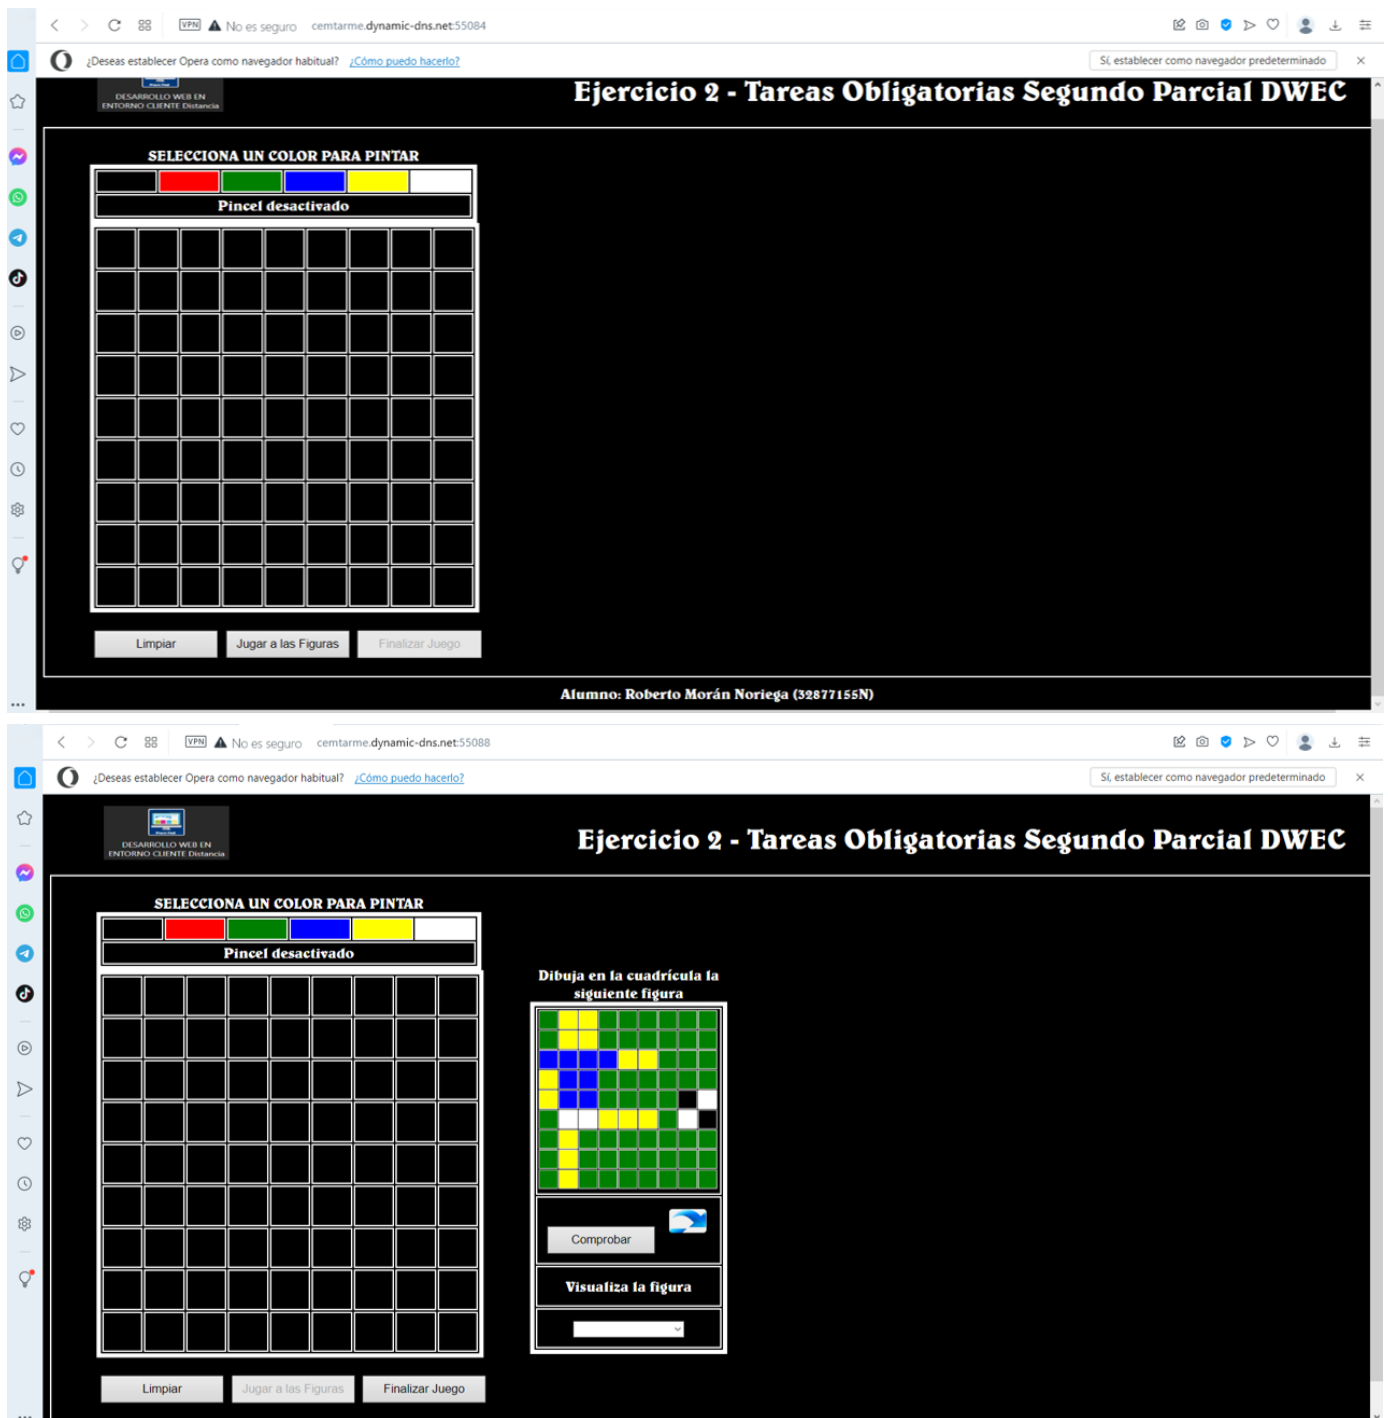 VPN No es seguro cemtarme.dynamic-dns.net:55084
¿Deseas establecer Opera como navegador habitual? ¿Cómo puedo hacerlo? Sí, establecer como navegador predeterminado
DESARROLLO WEB EN
ENTORNO CLIENTE Distancia
Ejercicio 2 - Tareas Obligatorias Segundo Parcial DWEC
SELECCIONA UN COLOR PARA PINTAR
Pincel desactivado
Limpiar Jugar a las Figuras Finalizar Juego
Alumno: Roberto Morán Noriega (32877155N)
VPN No es seguro cemtarme.dynamic-dns.net:55088
¿Deseas establecer Opera como navegador habitual? ¿Cómo puedo hacerlo? Sí, establecer como navegador predeterminado
DESARROLLO WEB EN
ENTORNO CLIENTE Distancia
Ejercicio 2 - Tareas Obligatorias Segundo Parcial DWEC
SELECCIONA UN COLOR PARA PINTAR
Pincel desactivado
Dibuja en la cuadrícula la
siguiente figura
Comprobar
Visualiza la figura
Limpiar Jugar a las Figuras Finalizar Juego